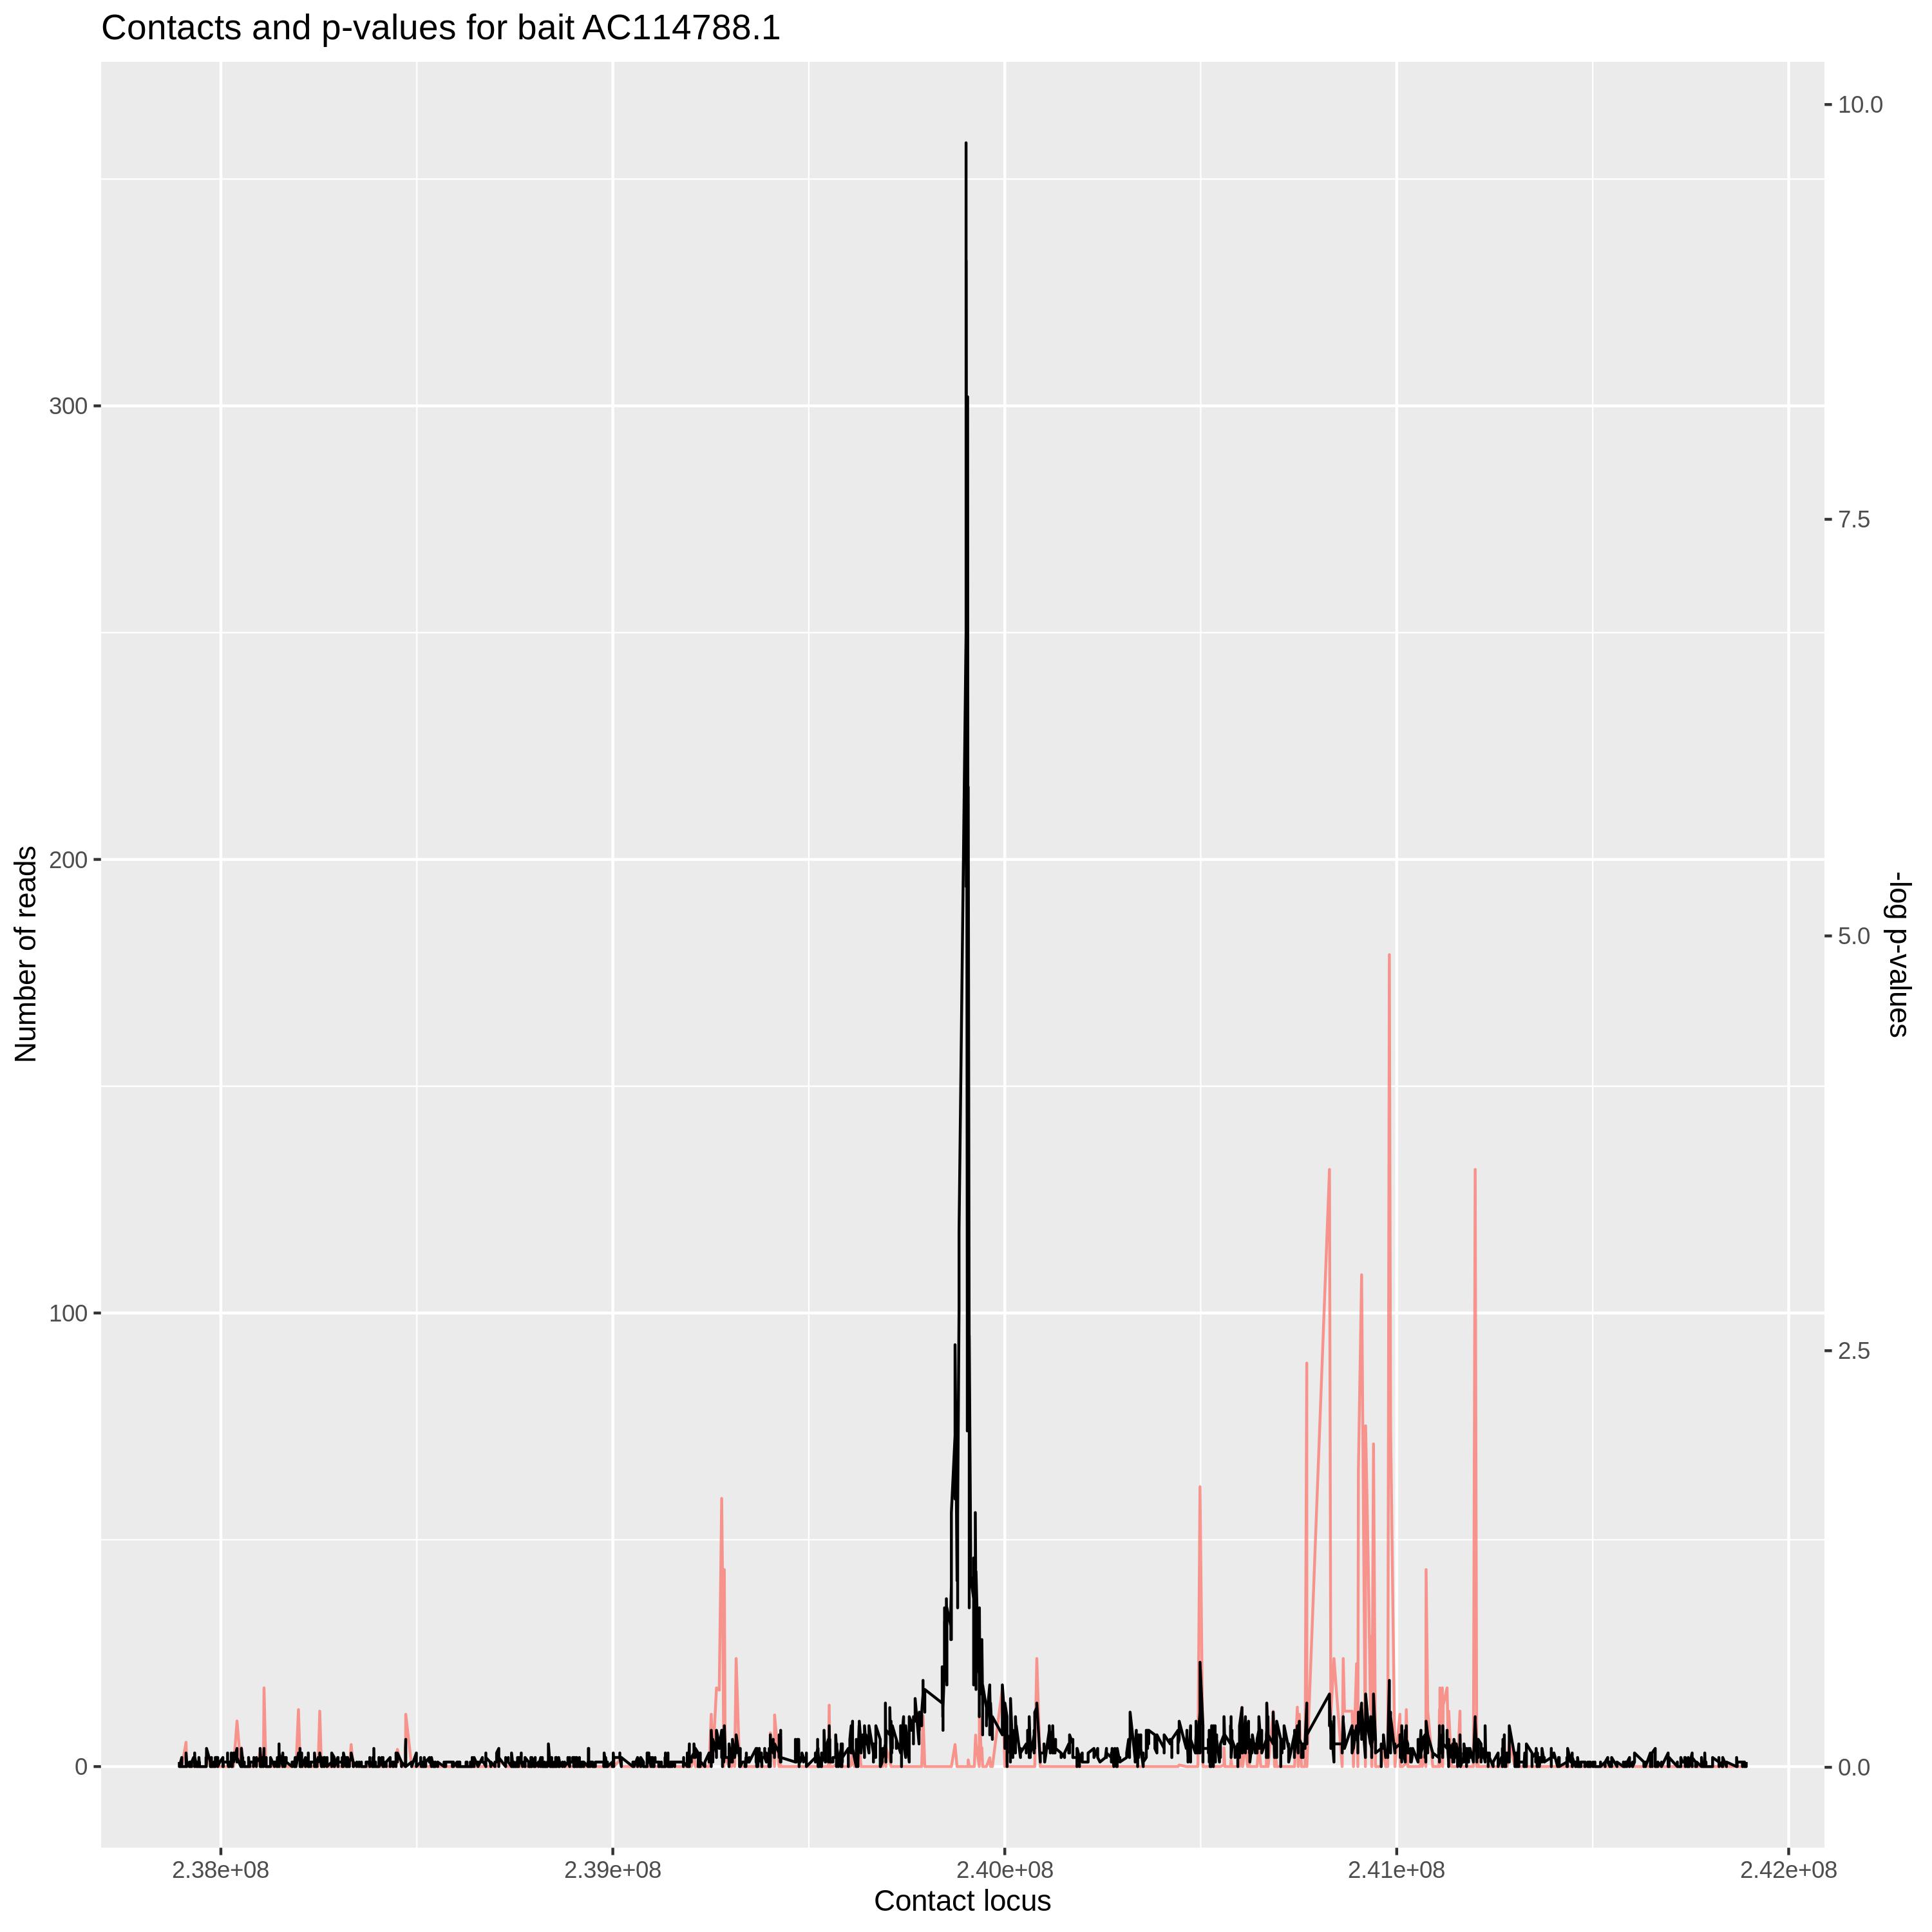 Contacts and p-values for bait AC114788.1
Number of reads
300
200
100
0
10.0
7.5
5.0
2.5
0.0
-log p-values
2.38e+08 2.39e+08 2.40e+08 2.41e+08 2.42e+08
Contact locus